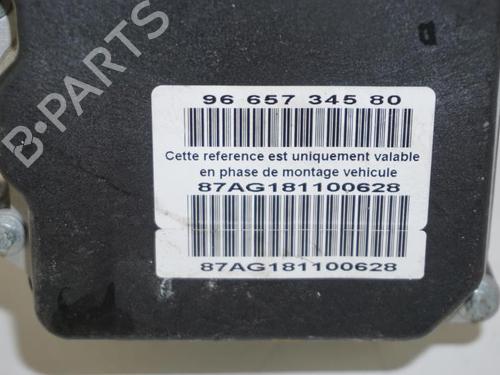 96 657 345 80
Cette reference est uniquement valable
en phase de montage vehicule
87AG181100628
87AG181100628
B-PARTS